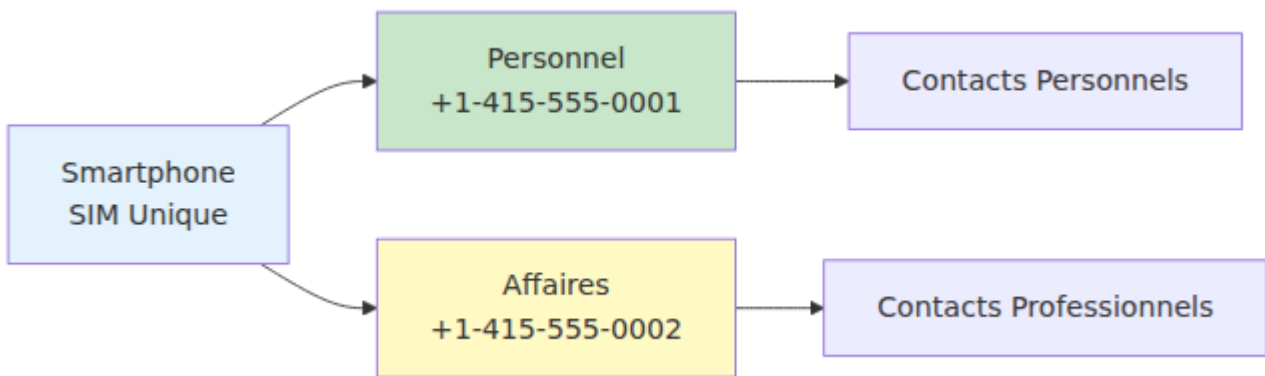 Smartphone
SIM Unique
Personnel
+1-415-555-0001
Contacts Personnels
Affaires
+1-415-555-0002
Contacts Professionnels